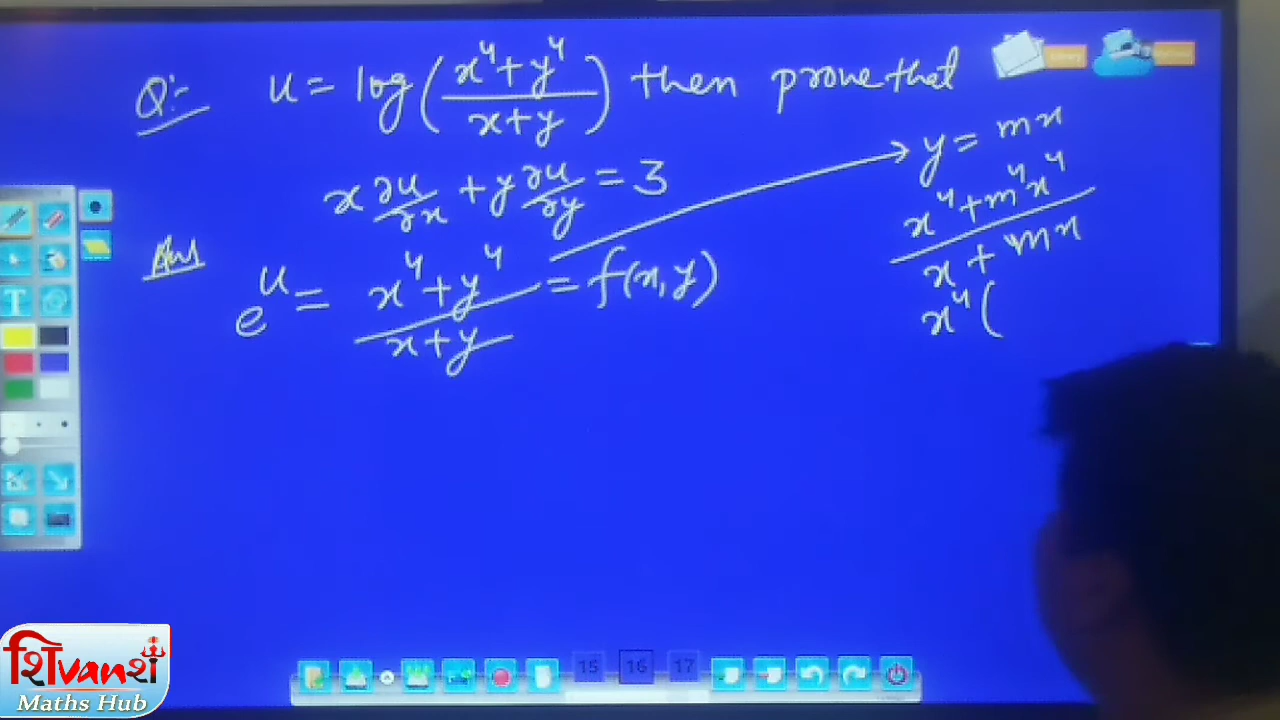 Q:- u = log(x⁴+y⁴/x+y) then prove that
x ∂u/∂x + y ∂u/∂y = 3
Ans
e^u = x⁴+y⁴/x+y = f(x,y)
→ y = mx
x⁴+m⁴x⁴/x+mx
x⁴(
15 16 17
शिvanशी
Maths Hub